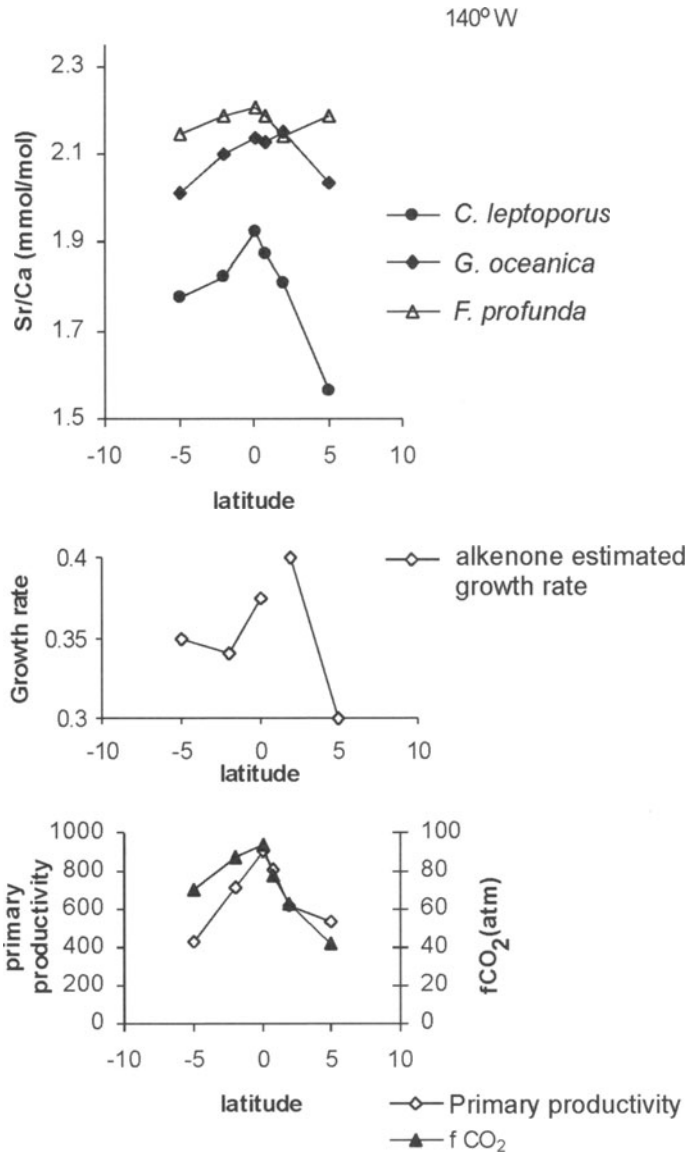 140° W
Sr/Ca (mmol/mol)
2.3
2.1
1.9
1.7
1.5
-10 -5 0 5 10
latitude
C. leptoporus
G. oceanica
F. profunda
Growth rate
0.4
0.35
0.3
-10 -5 0 5 10
latitude
alkenone estimated
growth rate
primary
productivity
1000
800
600
400
200
0
100
80
60
40
20
0
fCO2(atm)
-10 -5 0 5 10
latitude
Primary productivity
f CO2